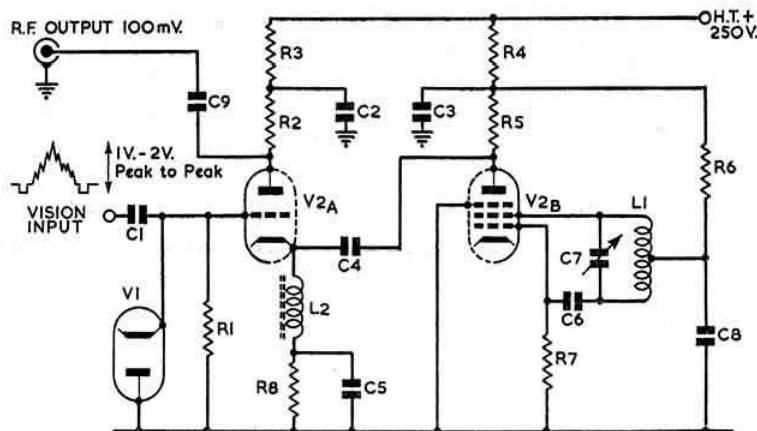 R.F. OUTPUT 100mV.
H.T.+
250V.
R3
R4
C9
C2
C3
R2
R5
R6
1V.-2V.
Peak to Peak
V2A
V2B
L1
VISION
INPUT
C1
C4
C7
V1
R1
L2
C6
R7
C8
R8
C5